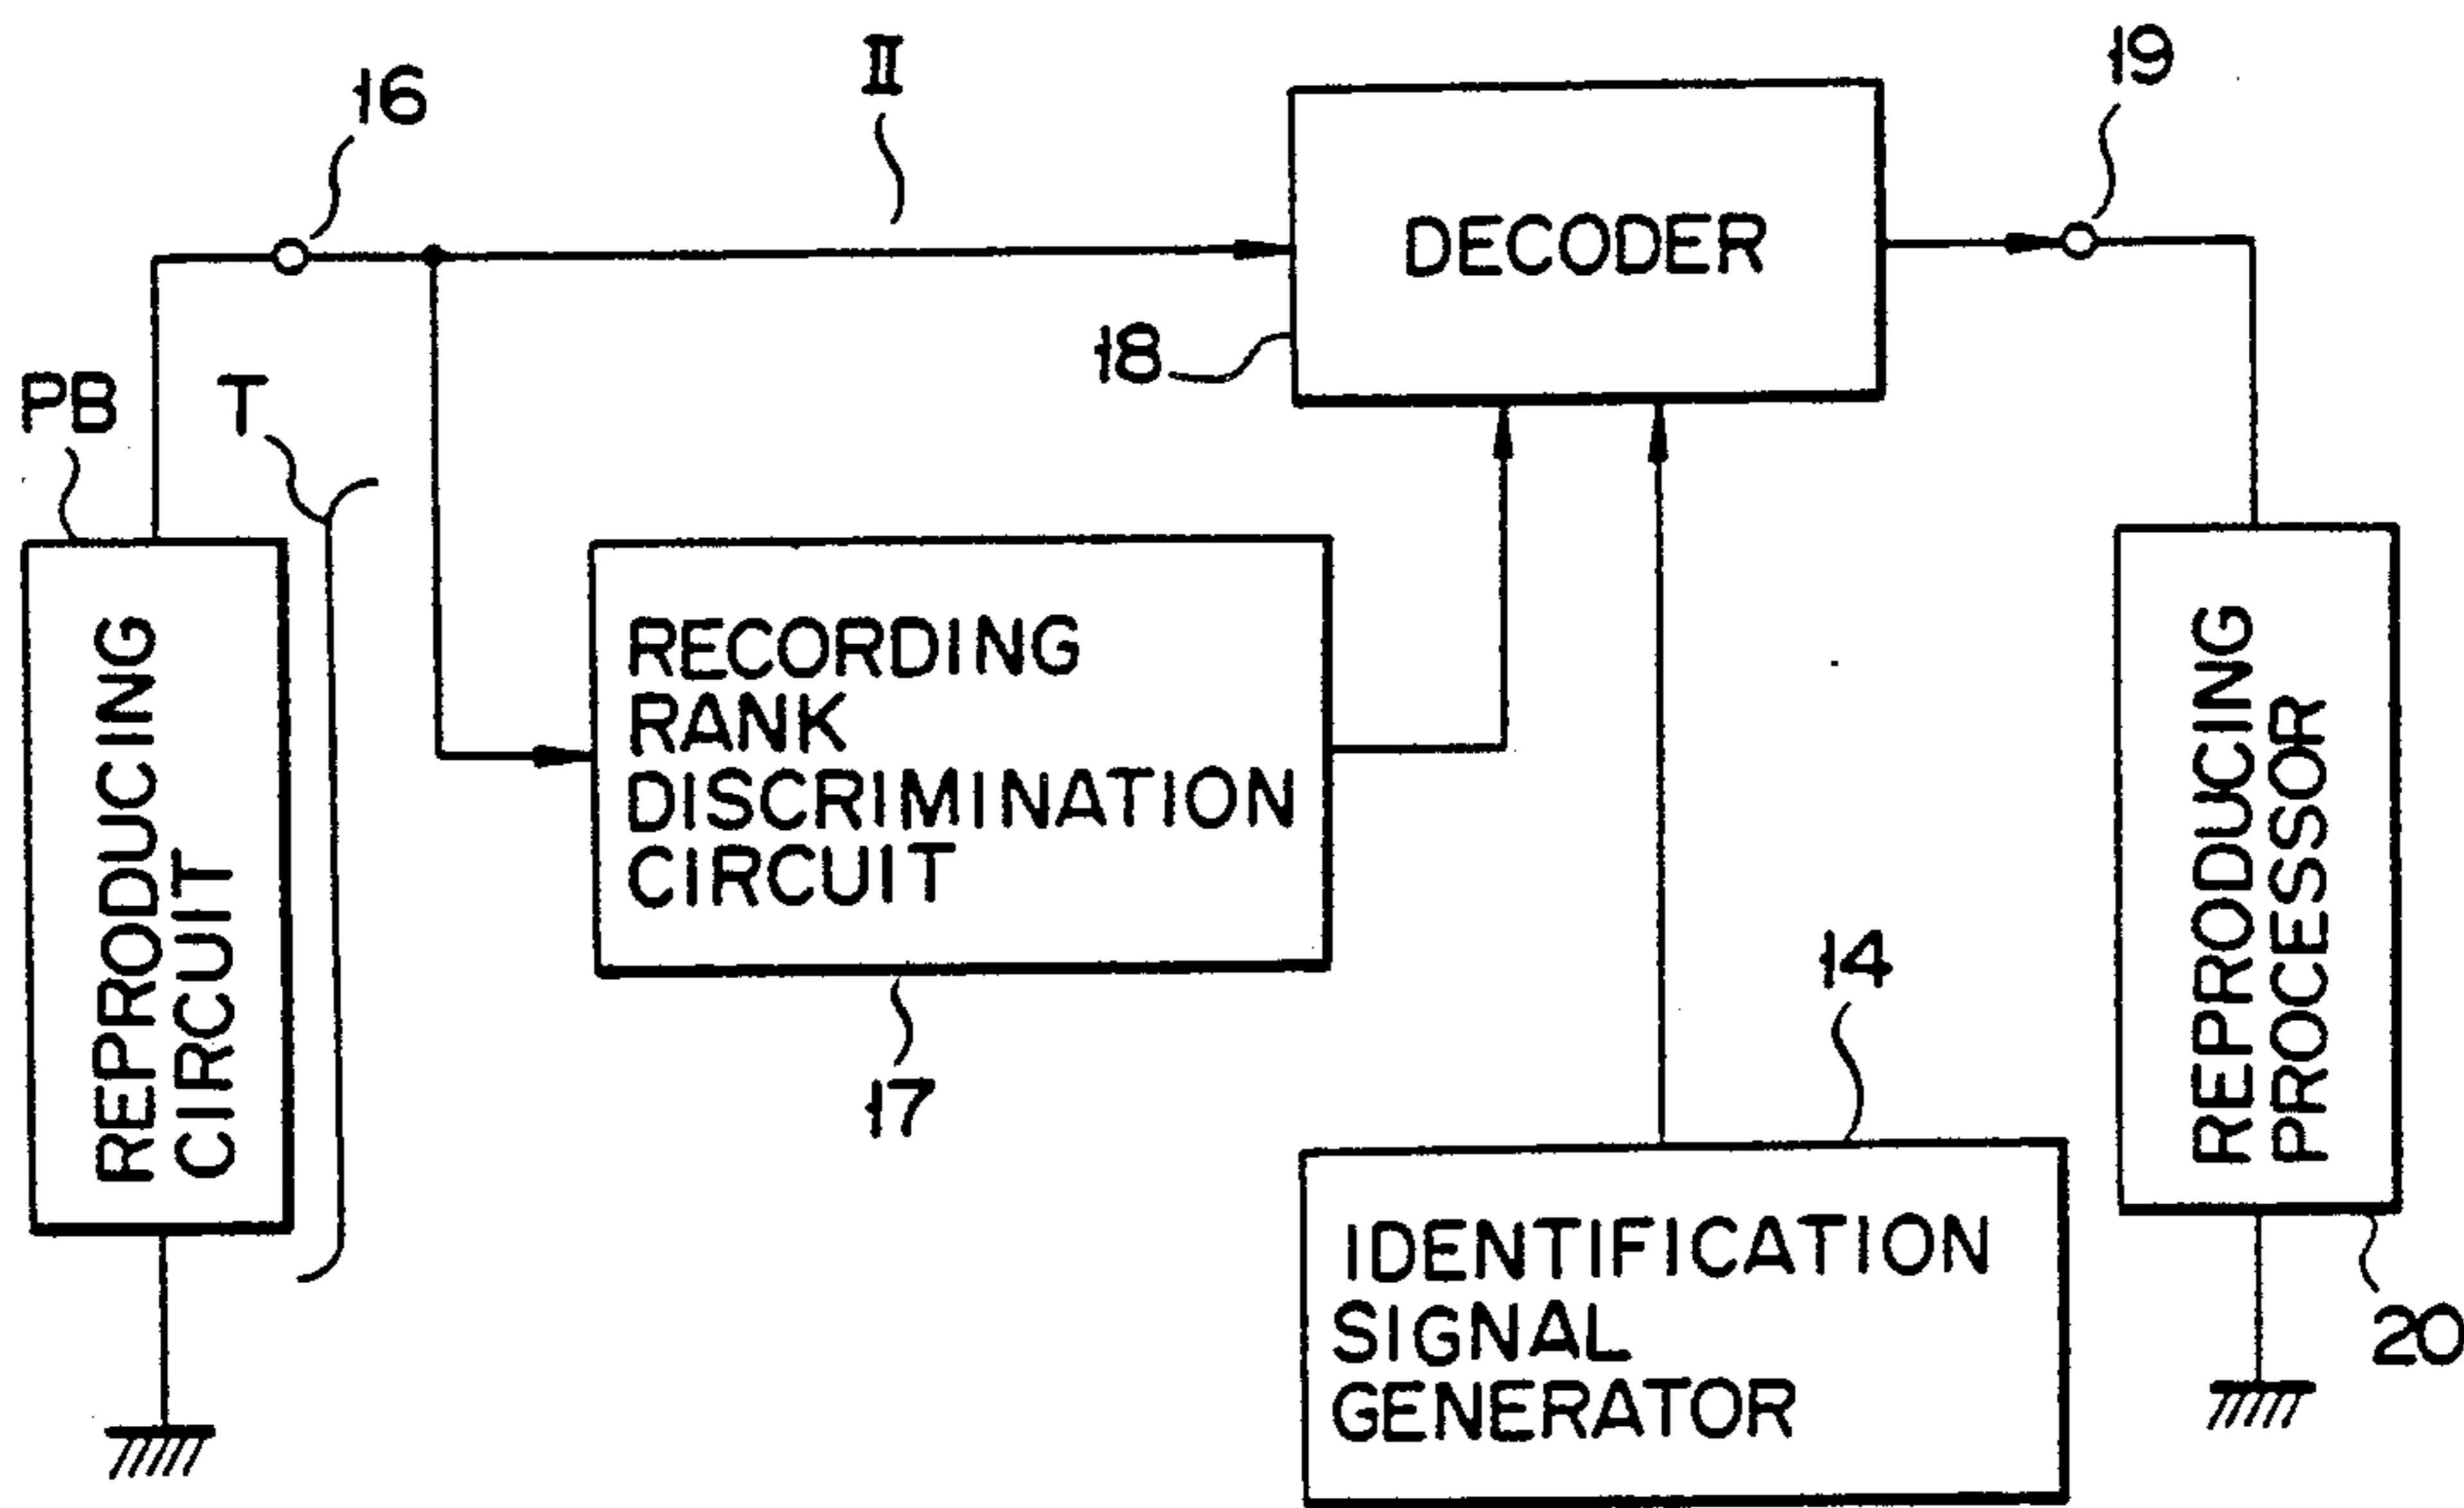 16
II
19
DECODER
18
PB
T
REPRODUCING
CIRCUIT
RECORDING
RANK
DISCRIMINATION
CIRCUIT
17
14
IDENTIFICATION
SIGNAL
GENERATOR
REPRODUCING
PROCESSOR
20